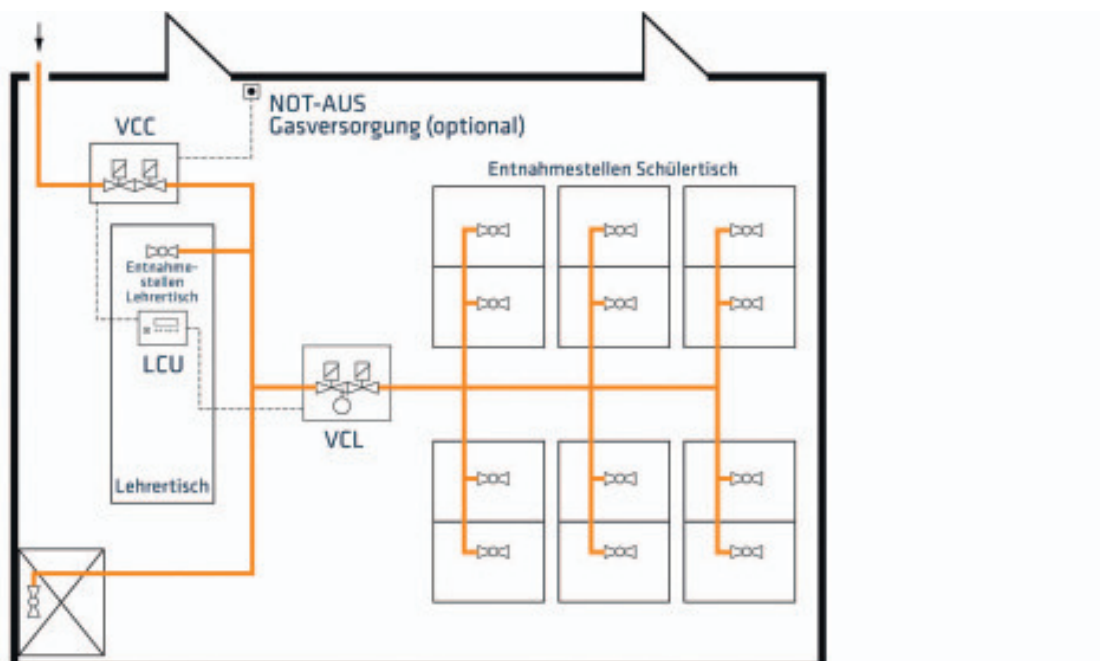 NOT-AUS
Gasversorgung (optional)
VCC
Entnahmestellen Schülertisch
Entnahme-
stellen
Lehrertisch
LCU
VCL
Lehrertisch